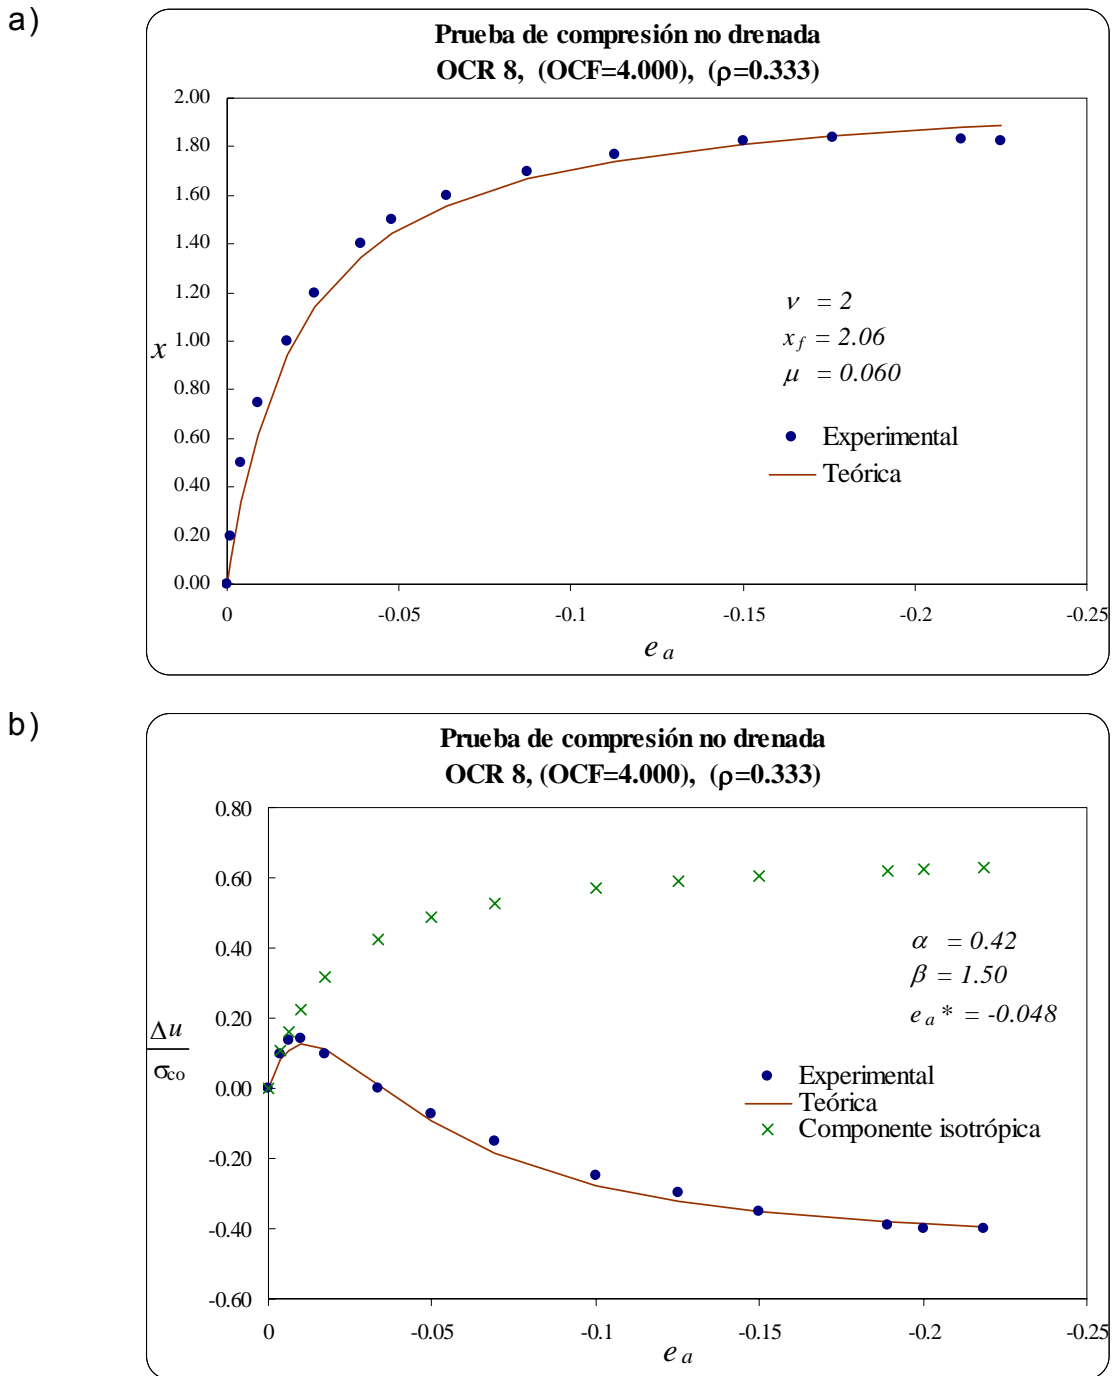 a)
Prueba de compresión no drenada
OCR 8, (OCF=4.000), (ρ=0.333)
2.00
1.80
1.60
1.40
1.20
1.00
0.80
0.60
0.40
0.20
0.00
x
ν = 2
x f = 2.06
μ = 0.060
Experimental
Teórica
0 -0.05 -0.1 -0.15 -0.2 -0.25
e a
b)
Prueba de compresión no drenada
OCR 8, (OCF=4.000), (ρ=0.333)
0.80
0.60
0.40
0.20
0.00
-0.20
-0.40
-0.60
Δu
σco
α = 0.42
β = 1.50
e a * = -0.048
Experimental
Teórica
Componente isotrópica
0 -0.05 -0.1 -0.15 -0.2 -0.25
e a